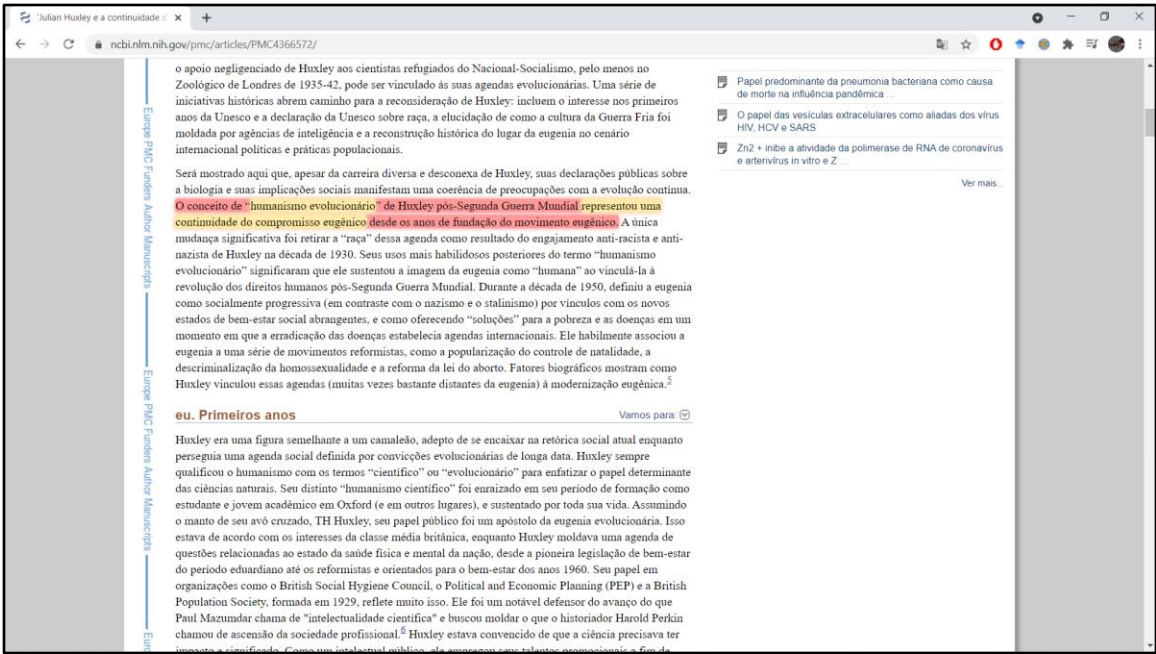 'Julian Huxley e a continuidade d
ncbi.nlm.nih.gov/pmc/articles/PMC4366572/
o apoio negligenciado de Huxley aos cientistas refugiados do Nacional-Socialismo, pelo menos no
Zoológico de Londres de 1935-42, pode ser vinculado às suas agendas evolucionárias. Uma série de
iniciativas históricas abrem caminho para a reconsideração de Huxley: incluem o interesse nos primeiros
anos da Unesco e a declaração da Unesco sobre raça, a elucidação de como a cultura da Guerra Fria foi
moldada por agências de inteligência e a reconstrução histórica do lugar da eugenia no cenário
internacional políticas e práticas populacionais.
Será mostrado aqui que, apesar da carreira diversa e desconexa de Huxley, suas declarações públicas sobre
a biologia e suas implicações sociais manifestam uma coerência de preocupações com a evolução contínua.
O conceito de “humanismo evolucionário” de Huxley pós-Segunda Guerra Mundial representou uma
continuidade do compromisso eugênico desde os anos de fundação do movimento eugênico. A única
mudança significativa foi retirar a “raça” dessa agenda como resultado do engajamento anti-racista e anti-
nazista de Huxley na década de 1930. Seus usos mais habilidosos posteriores do termo “humanismo
evolucionário” significaram que ele sustentou a imagem da eugenia como “humana” ao vinculá-la à
revolução dos direitos humanos pós-Segunda Guerra Mundial. Durante a década de 1950, definiu a eugenia
como socialmente progressiva (em contraste com o nazismo e o stalinismo) por vínculos com os novos
estados de bem-estar social abrangentes, e como oferecendo “soluções” para a pobreza e as doenças em um
momento em que a erradicação das doenças estabelecia agendas internacionais. Ele habilmente associou a
eugenia a uma série de movimentos reformistas, como a popularização do controle de natalidade, a
descriminalização da homossexualidade e a reforma da lei do aborto. Fatores biográficos mostram como
Huxley vinculou essas agendas (muitas vezes bastante distantes da eugenia) à modernização eugênica.5
eu. Primeiros anos
Vamos para:
Huxley era uma figura semelhante a um camaleão, adepto de se encaixar na retórica social atual enquanto
perseguia uma agenda social definida por convicções evolucionárias de longa data. Huxley sempre
qualificou o humanismo com os termos “científico” ou “evolucionário” para enfatizar o papel determinante
das ciências naturais. Seu distinto “humanismo científico” foi enraizado em seu período de formação como
estudante e jovem acadêmico em Oxford (e em outros lugares), e sustentado por toda sua vida. Assumindo
o manto de seu avô cruzado, TH Huxley, seu papel público foi um apóstolo da eugenia evolucionária. Isso
estava de acordo com os interesses da classe média britânica, enquanto Huxley moldava uma agenda de
questões relacionadas ao estado da saúde física e mental da nação, desde a pioneira legislação de bem-estar
do período eduardiano até os reformistas e orientados para o bem-estar dos anos 1960. Seu papel em
organizações como o British Social Hygiene Council, o Political and Economic Planning (PEP) e a British
Population Society, formada em 1929, reflete muito isso. Ele foi um notável defensor do avanço do que
Paul Mazumdar chama de "intelectualidade científica" e buscou moldar o que o historiador Harold Perkin
chamou de ascensão da sociedade profissional.6 Huxley estava convencido de que a ciência precisava ter
impacto e significado. Como um intelectual público, ele empregou seus talentos promocionais a fim de
Papel predominante da pneumonia bacteriana como causa
de morte na influência pandêmica ...
O papel das vesículas extracelulares como aliadas dos vírus
HIV, HCV e SARS
Zn2 + inibe a atividade da polimerase de RNA de coronavírus
e arterivírus in vitro e Z ...
Ver mais...
Europe PMC Funders Author Manuscripts
Europe PMC Funders Author Manuscripts
Euro